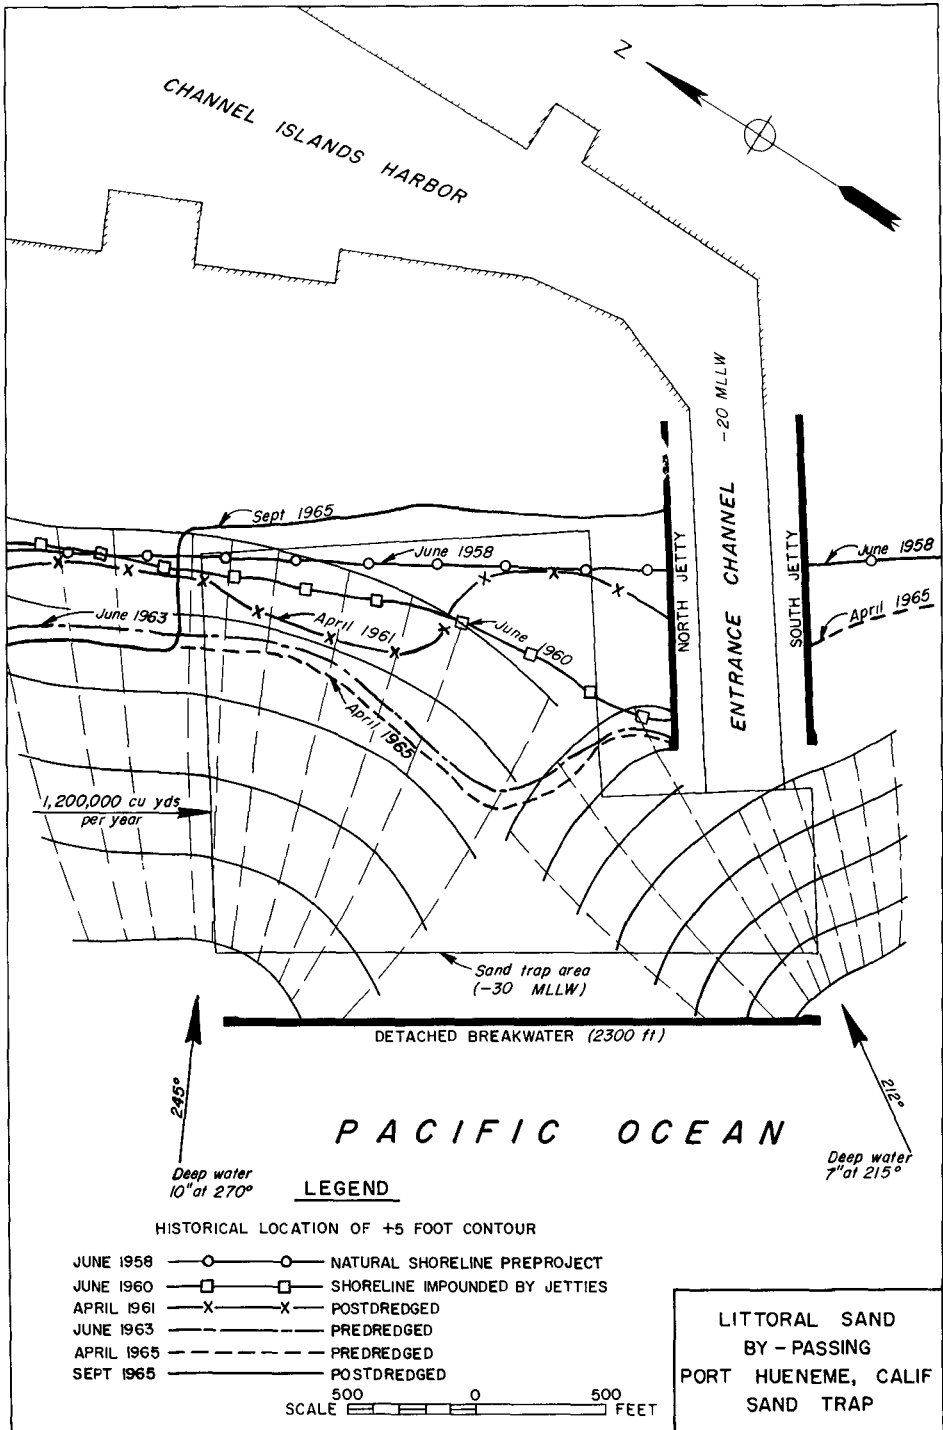 N
CHANNEL ISLANDS HARBOR
-20 MLLW
ENTRANCE CHANNEL
NORTH JETTY
SOUTH JETTY
Sept 1965
June 1958
June 1958
April 1965
June 1963
April 1961
June 1960
April 1965
1,200,000 cu yds
per year
Sand trap area
(-30 MLLW)
DETACHED BREAKWATER (2300 ft)
245°
212°
PACIFIC OCEAN
Deep water
10" at 270°
Deep water
7" at 215°
LEGEND
HISTORICAL LOCATION OF +5 FOOT CONTOUR
JUNE 1958 NATURAL SHORELINE PREPROJECT
JUNE 1960 SHORELINE IMPOUNDED BY JETTIES
APRIL 1961 X X POSTDREDGED
JUNE 1963 PREDREDGED
APRIL 1965 PREDREDGED
SEPT 1965 POSTDREDGED
500 0 500
SCALE FEET
LITTORAL SAND
BY-PASSING
PORT HUENEME, CALIF
SAND TRAP